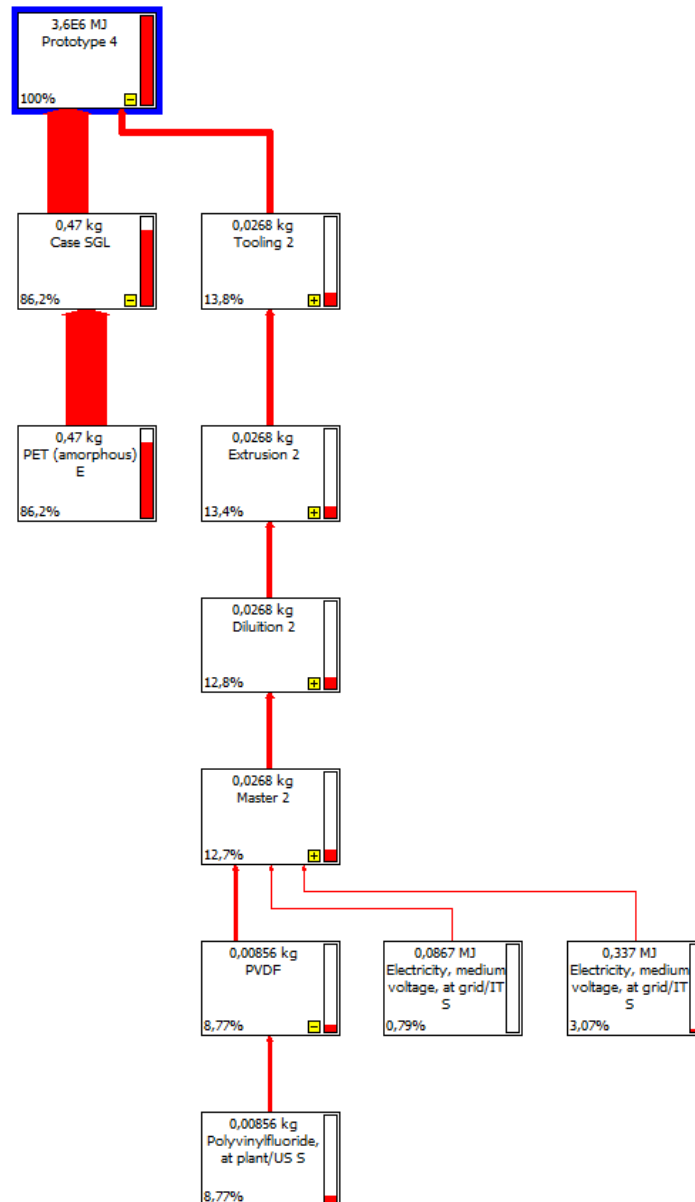 3,6E6 MJ
Prototype 4
100%
0,47 kg
Case SGL
86,2%
0,0268 kg
Tooling 2
13,8%
0,47 kg
PET (amorphous)
E
86,2%
0,0268 kg
Extrusion 2
13,4%
0,0268 kg
Diluition 2
12,8%
0,0268 kg
Master 2
12,7%
0,00856 kg
PVDF
8,77%
0,0867 MJ
Electricity, medium
voltage, at grid/IT
S
0,79%
0,337 MJ
Electricity, medium
voltage, at grid/IT
S
3,07%
0,00856 kg
Polyvinylfluoride,
at plant/US S
8,77%